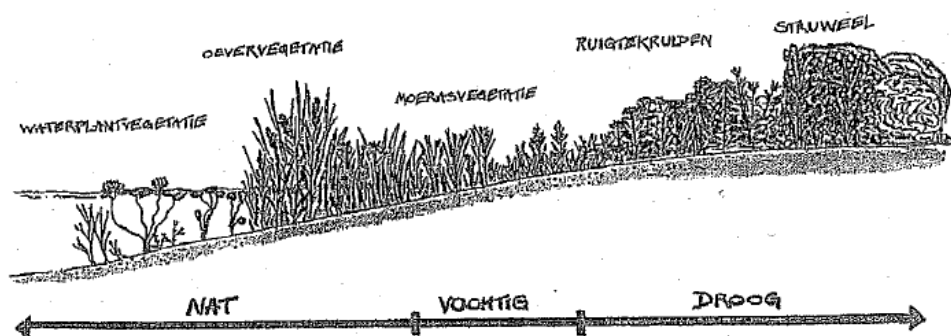 OEVERVEGETATIE
RUIGTEKRUIDEN
STRUWEEL
MOERASVEGETATIE
WATERPLANTVEGETATIE
NAT
VOCHTIG
DROOG